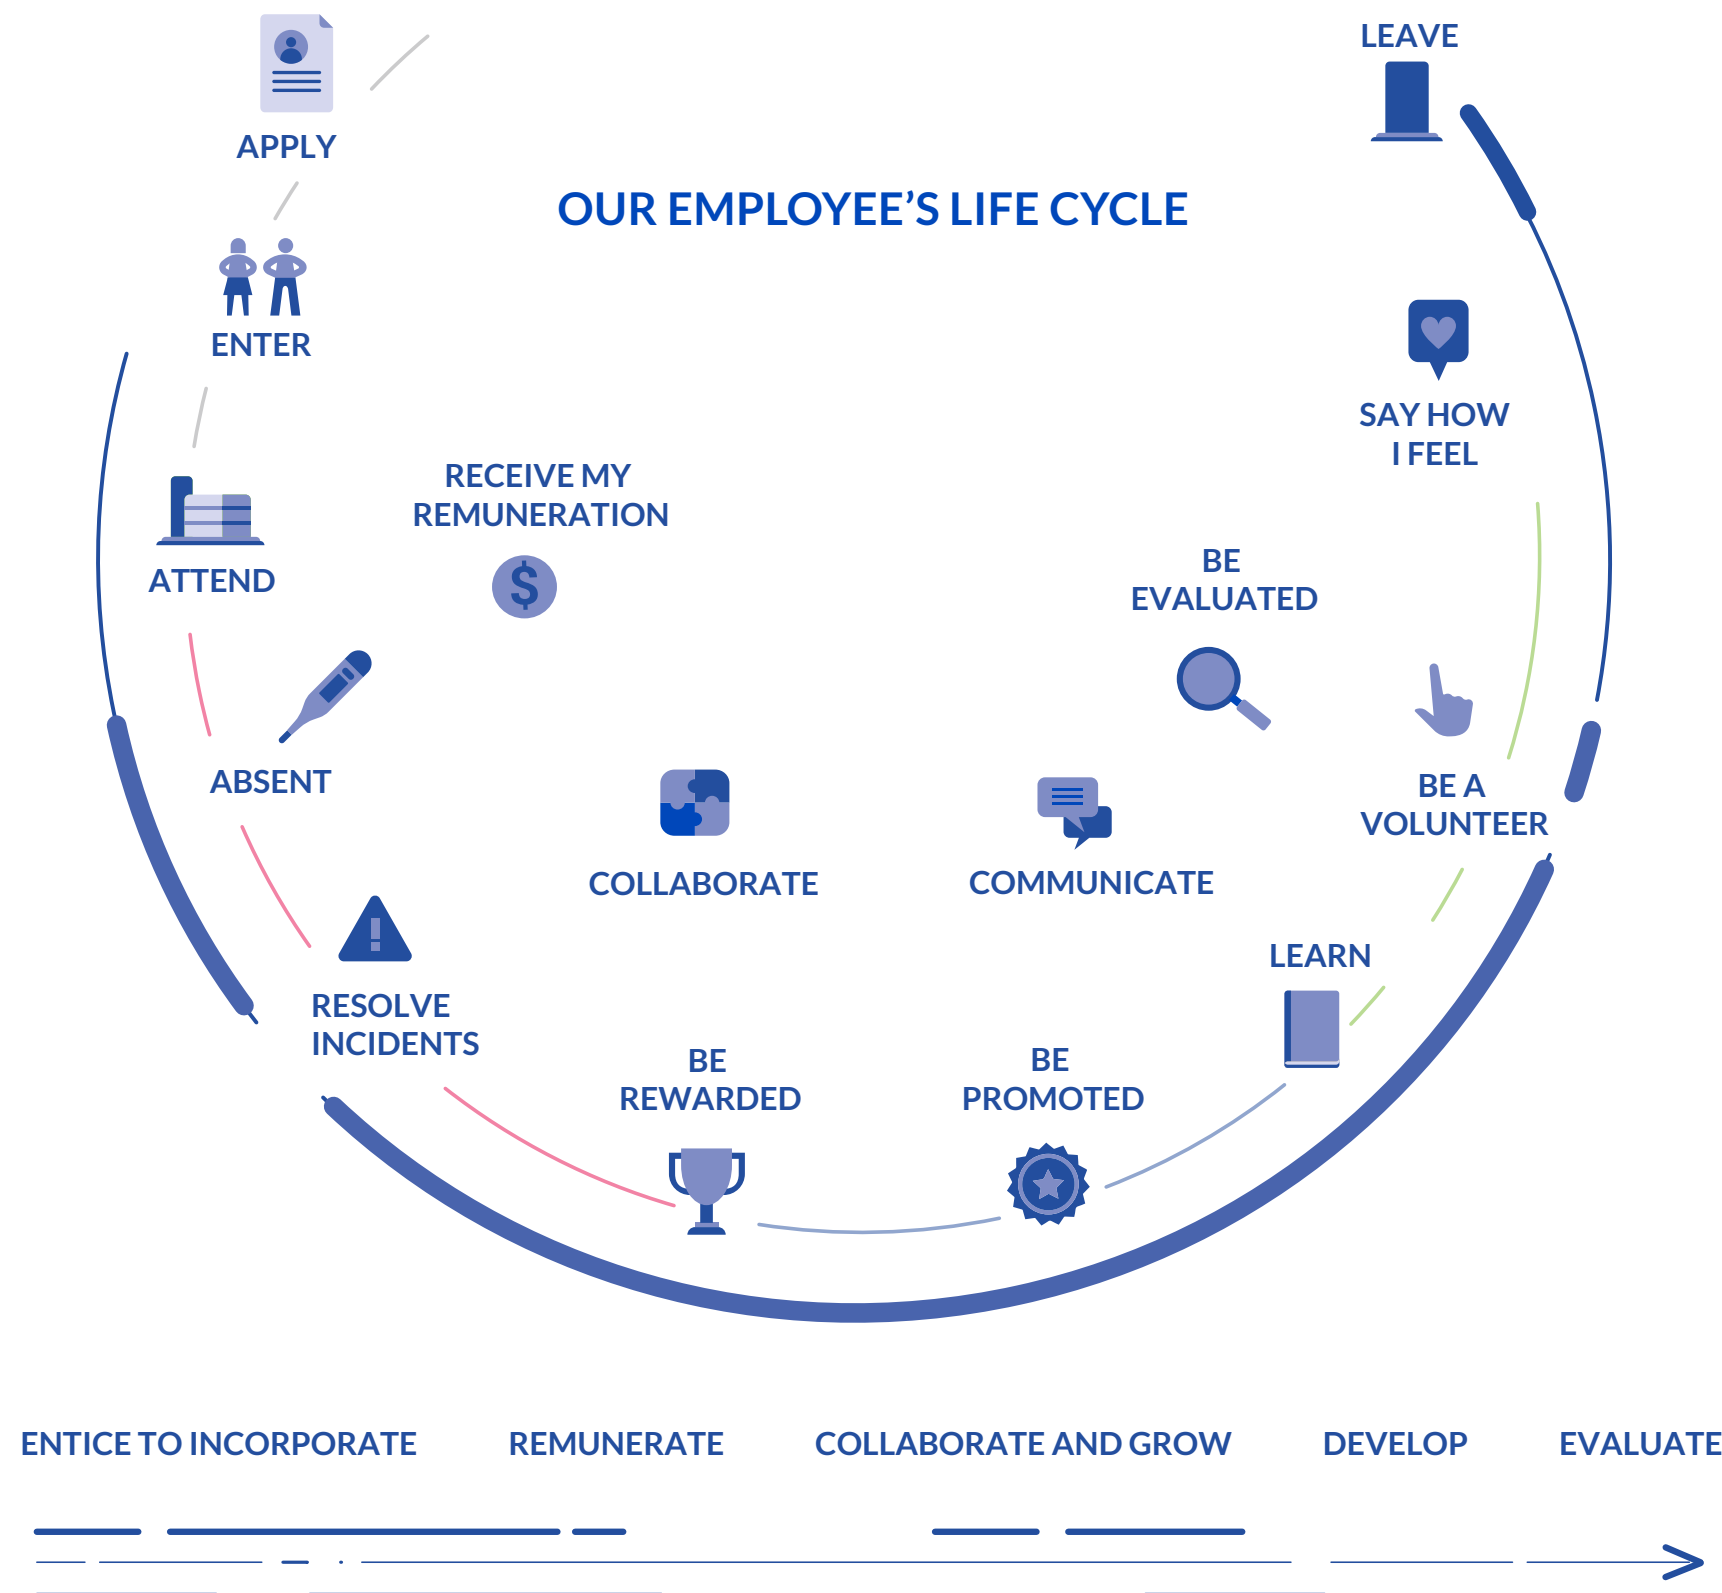 LEAVE
APPLY
OUR EMPLOYEE’S LIFE CYCLE
ENTER
SAY HOW
I FEEL
RECEIVE MY
REMUNERATION
$
ATTEND
BE
EVALUATED
ABSENT
BE A
VOLUNTEER
COLLABORATE
COMMUNICATE
LEARN
RESOLVE
INCIDENTS
BE
REWARDED
BE
PROMOTED
ENTICE TO INCORPORATE
REMUNERATE
COLLABORATE AND GROW
DEVELOP
EVALUATE